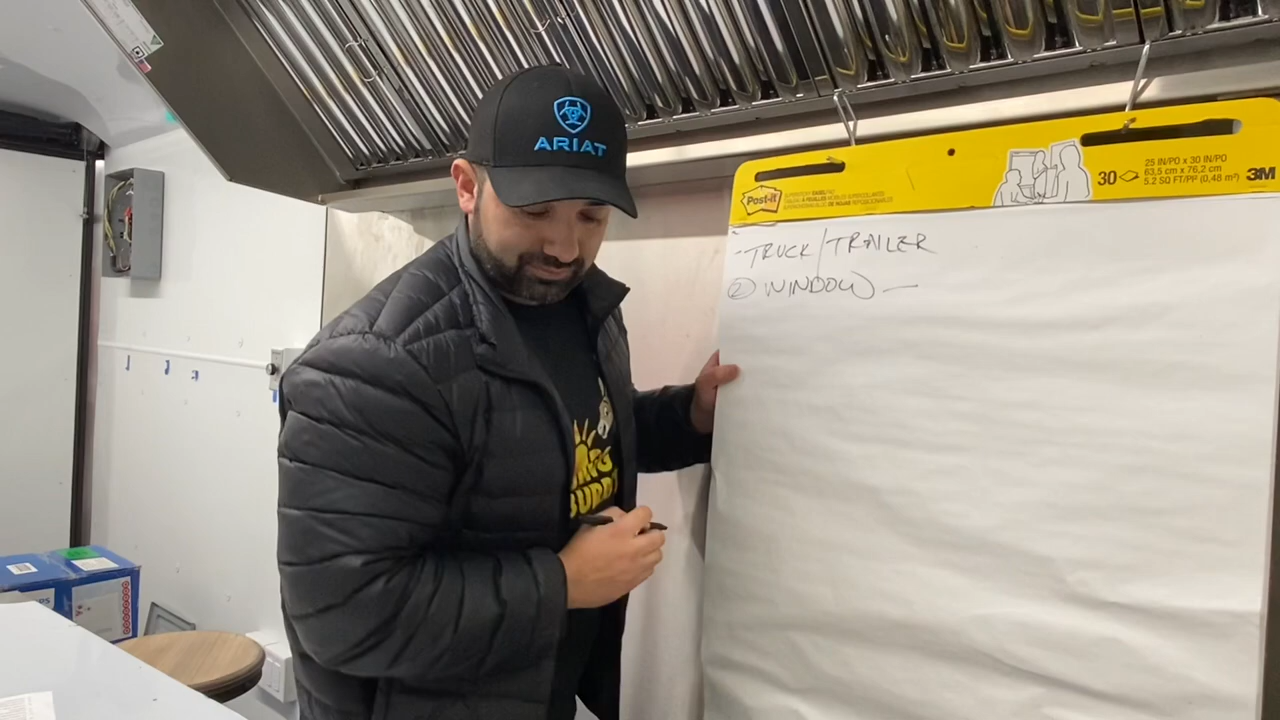 ARIAT
Post-it
30
25 IN/PO x 30 IN/PO
63,5 cm x 76,2 cm
5.2 SQ FT/PI² (0,48 m²)
3M
- TRUCK/TRAILER
② WINDOW —